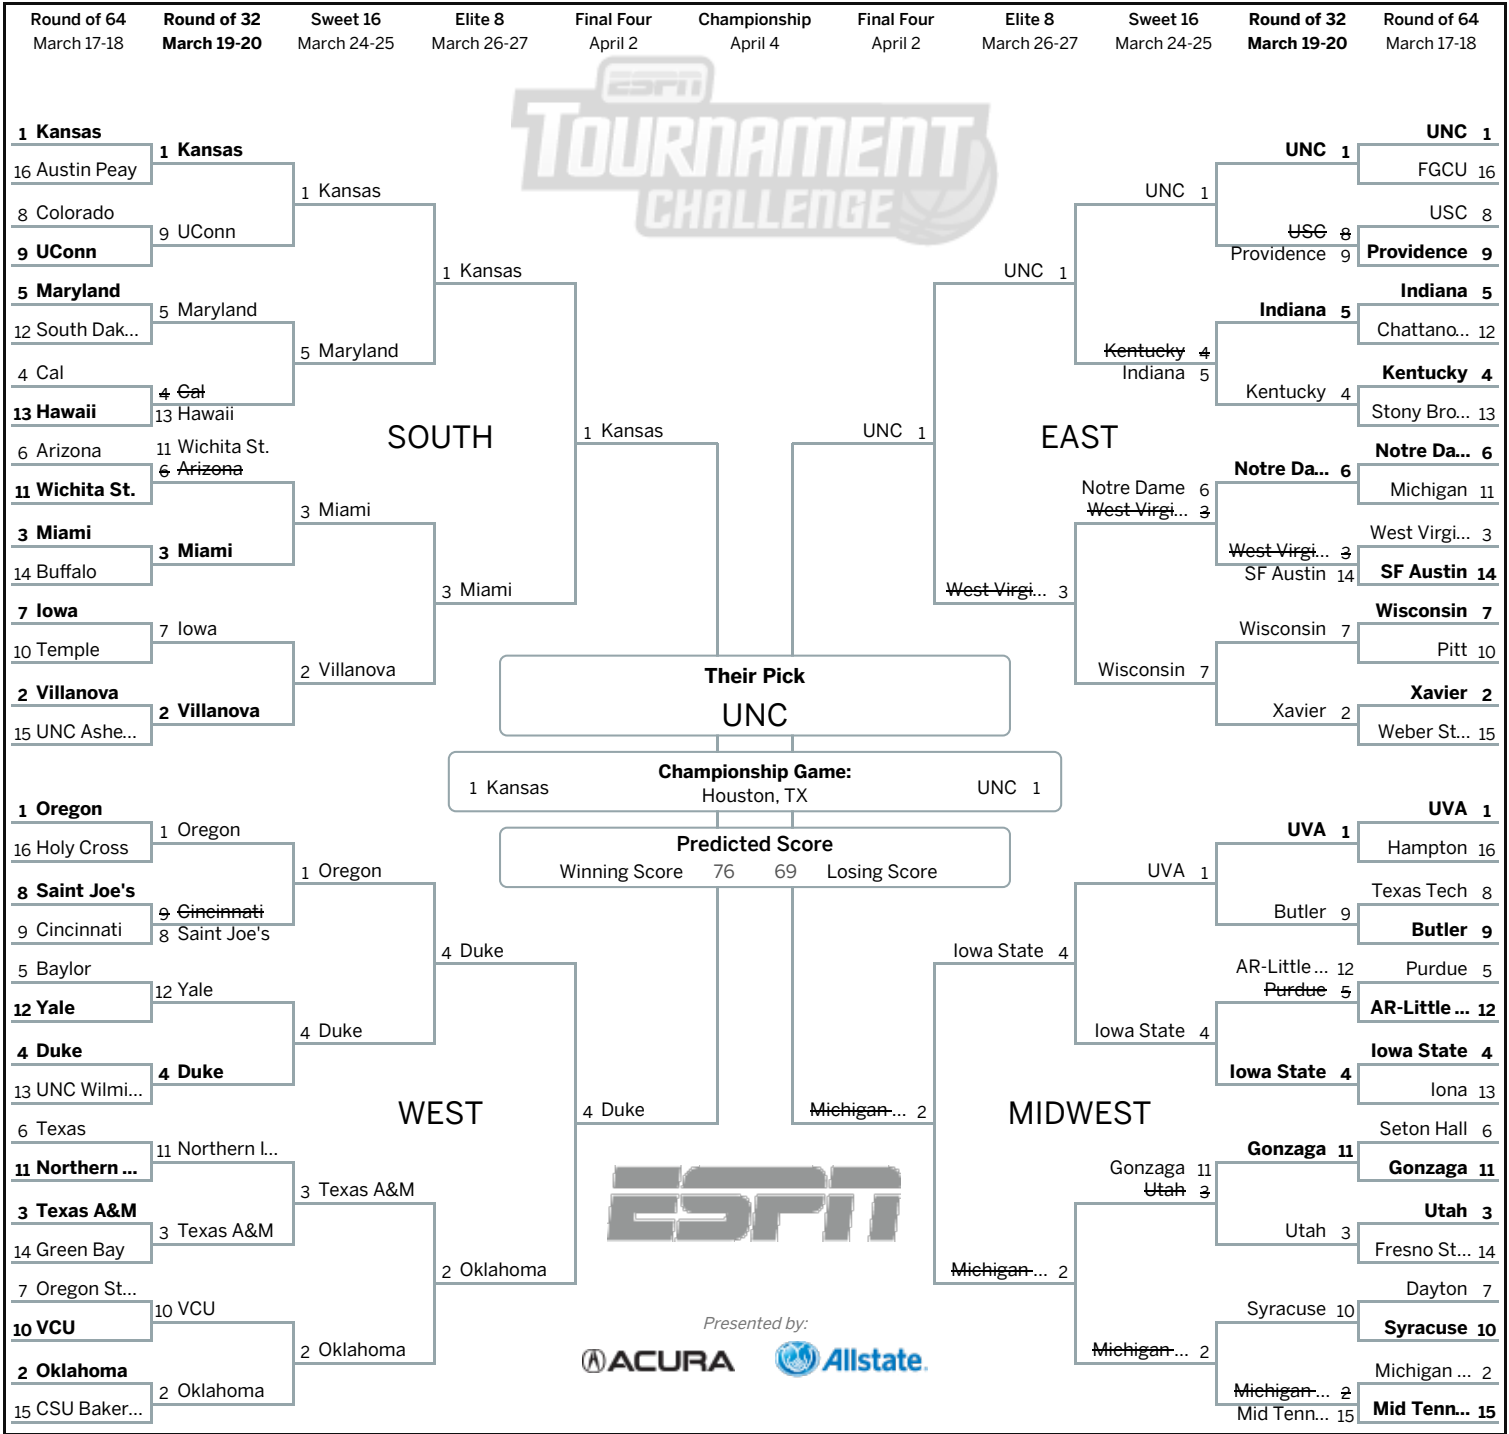 Round of 64 Round of 32 Sweet 16 Elite 8 Final Four Championship Final Four Elite 8 Sweet 16 Round of 32 Round of 64
March 17-18 March 19-20 March 24-25 March 26-27 April 2 April 4 April 2 March 26-27 March 24-25 March 19-20 March 17-18
ESPN
TOURNAMENT
CHALLENGE
1 Kansas
16 Austin Peay
8 Colorado
9 UConn
5 Maryland
12 South Dak...
4 Cal
13 Hawaii
6 Arizona
11 Wichita St.
3 Miami
14 Buffalo
7 Iowa
10 Temple
2 Villanova
15 UNC Ashe...
1 Kansas
9 UConn
5 Maryland
4 Cal
13 Hawaii
11 Wichita St.
6 Arizona
3 Miami
7 Iowa
2 Villanova
1 Kansas
5 Maryland
3 Miami
2 Villanova
1 Kansas
3 Miami
SOUTH
1 Kansas
1 Oregon
16 Holy Cross
8 Saint Joe's
9 Cincinnati
5 Baylor
12 Yale
4 Duke
13 UNC Wilmi...
6 Texas
11 Northern ...
3 Texas A&M
14 Green Bay
7 Oregon St...
10 VCU
2 Oklahoma
15 CSU Baker...
1 Oregon
9 Cincinnati
8 Saint Joe's
12 Yale
4 Duke
11 Northern I...
3 Texas A&M
10 VCU
2 Oklahoma
1 Oregon
4 Duke
3 Texas A&M
2 Oklahoma
4 Duke
2 Oklahoma
WEST
4 Duke
Their Pick
UNC
Championship Game:
1 Kansas Houston, TX UNC 1
Predicted Score
Winning Score 76 69 Losing Score
UNC 1
EAST
UNC 1
West Virgi... 3
UNC 1
Kentucky 4
Indiana 5
Notre Dame 6
West Virgi... 3
Wisconsin 7
UNC 1
USC 8
Providence 9
Indiana 5
Kentucky 4
Notre Da... 6
West Virgi... 3
SF Austin 14
Wisconsin 7
Xavier 2
UNC 1
FGCU 16
USC 8
Providence 9
Indiana 5
Chattano... 12
Kentucky 4
Stony Bro... 13
Notre Da... 6
Michigan 11
West Virgi... 3
SF Austin 14
Wisconsin 7
Pitt 10
Xavier 2
Weber St... 15
Michigan ... 2
MIDWEST
Iowa State 4
Michigan ... 2
UVA 1
Iowa State 4
Gonzaga 11
Utah 3
Michigan ... 2
UVA 1
Butler 9
AR-Little ... 12
Purdue 5
Iowa State 4
Gonzaga 11
Utah 3
Syracuse 10
Michigan ... 2
Mid Tenn... 15
UVA 1
Hampton 16
Texas Tech 8
Butler 9
Purdue 5
AR-Little ... 12
Iowa State 4
Iona 13
Seton Hall 6
Gonzaga 11
Utah 3
Fresno St... 14
Dayton 7
Syracuse 10
Michigan ... 2
Mid Tenn... 15
ESPN
Presented by:
ACURA Allstate.